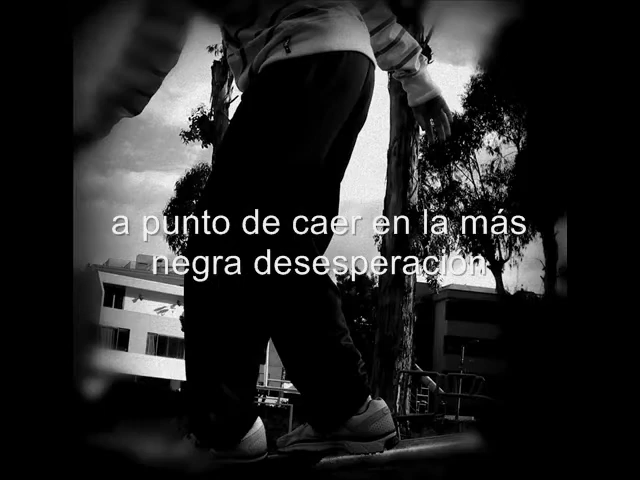 a punto de caer en la más
negra desesperación